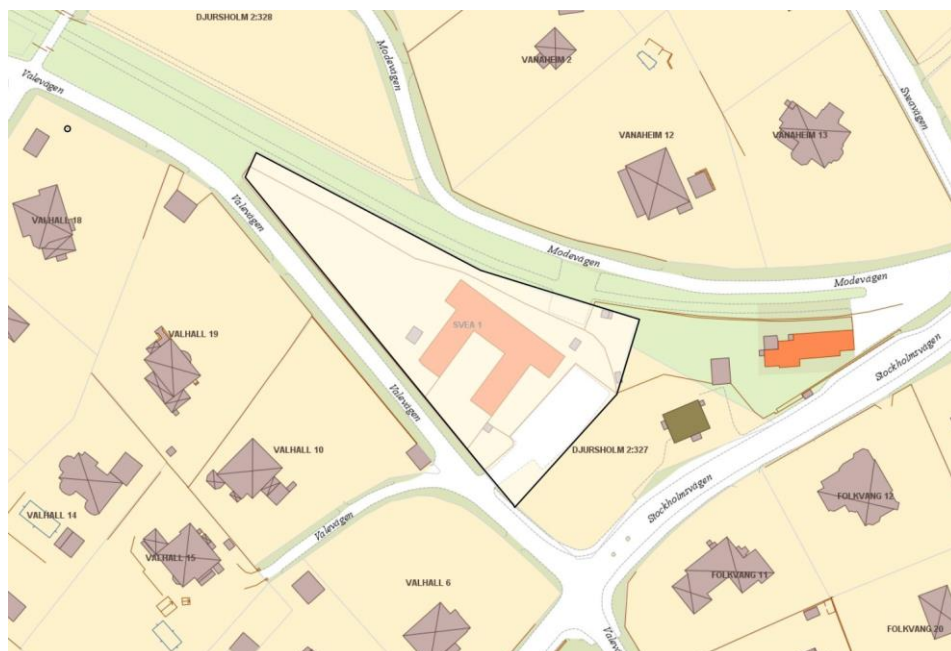 DJURSHOLM 2:328
Modevägen
VANAHEIM 2
Sveavägen
Valevägen
VANAHEIM 12
VANAHEIM 13
VALHALL 18
Valevägen
Modevägen
Modevägen
SVEA 1
VALHALL 19
Stockholmsvägen
Valevägen
VALHALL 10
DJURSHOLM 2:327
VALHALL 14
Valevägen
Stockholmsvägen
FOLKVANG 12
VALHALL 15
VALHALL 6
FOLKVANG 11
Valevägen
FOLKVANG 20